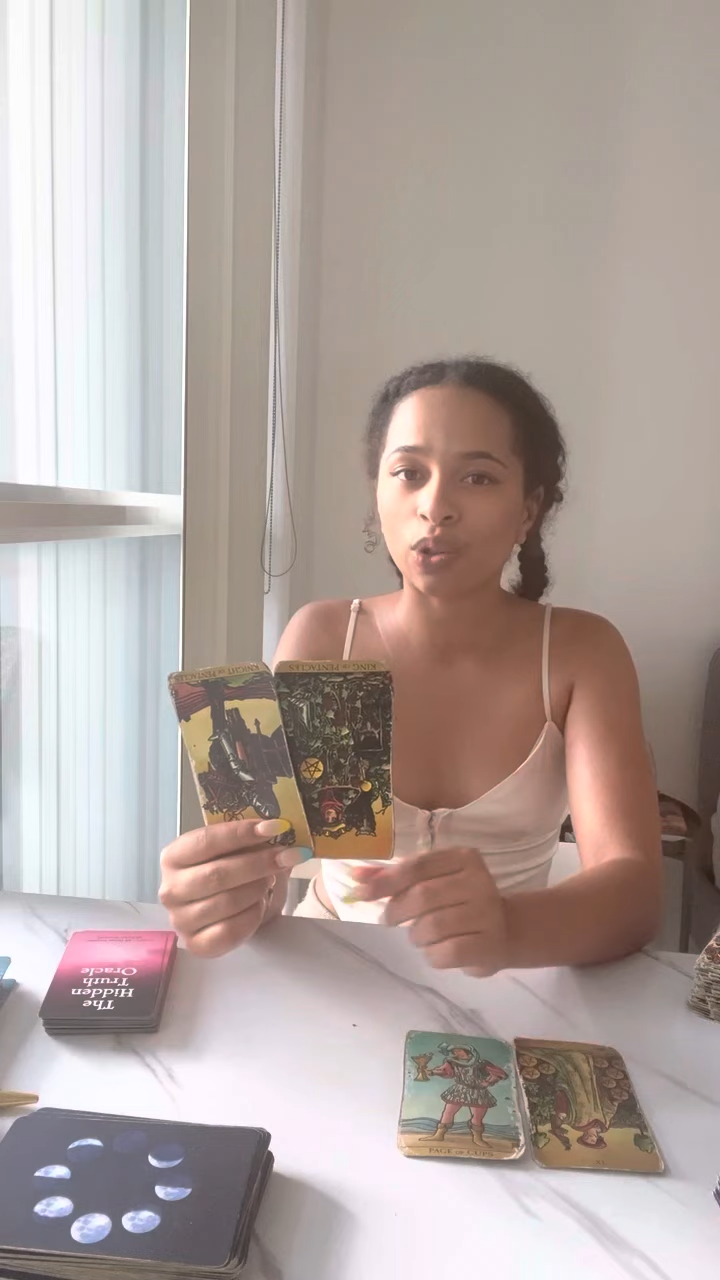 KNIGHT OF PENTACLES
KING OF PENTACLES
The
Hidden
Truth
Oracle
PAGE OF CUPS